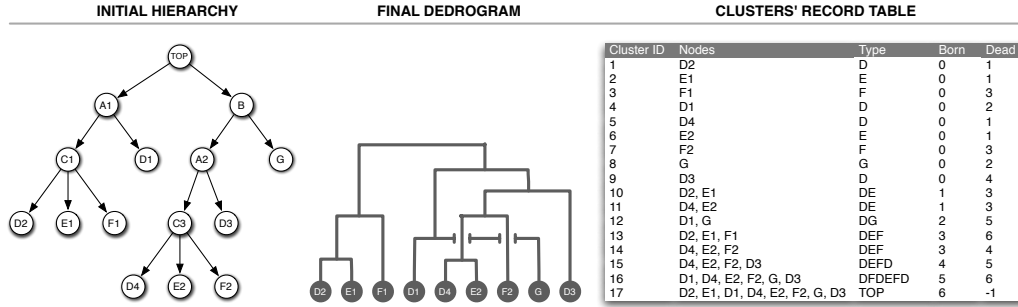 INITIAL HIERARCHY
FINAL DEDROGRAM
CLUSTERS' RECORD TABLE
TOP
A1
B
C1
D1
A2
G
D2
E1
F1
C3
D3
D4
E2
F2
D2 E1 F1 D1 D4 E2 F2 G D3
Cluster ID Nodes Type Born Dead
1 D2 D 0 1
2 E1 E 0 1
3 F1 F 0 3
4 D1 D 0 2
5 D4 D 0 1
6 E2 E 0 1
7 F2 F 0 3
8 G G 0 2
9 D3 D 0 4
10 D2, E1 DE 1 3
11 D4, E2 DE 1 3
12 D1, G DG 2 5
13 D2, E1, F1 DEF 3 6
14 D4, E2, F2 DEF 3 4
15 D4, E2, F2, D3 DEFD 4 5
16 D1, D4, E2, F2, G, D3 DFDEFD 5 6
17 D2, E1, D1, D4, E2, F2, G, D3 TOP 6 -1